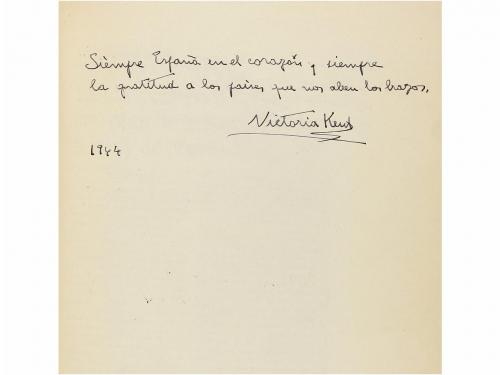 Siempre España en el corazón y siempre
la gratitud a los países que nos abren los brazos.
Victoria Kent
1944